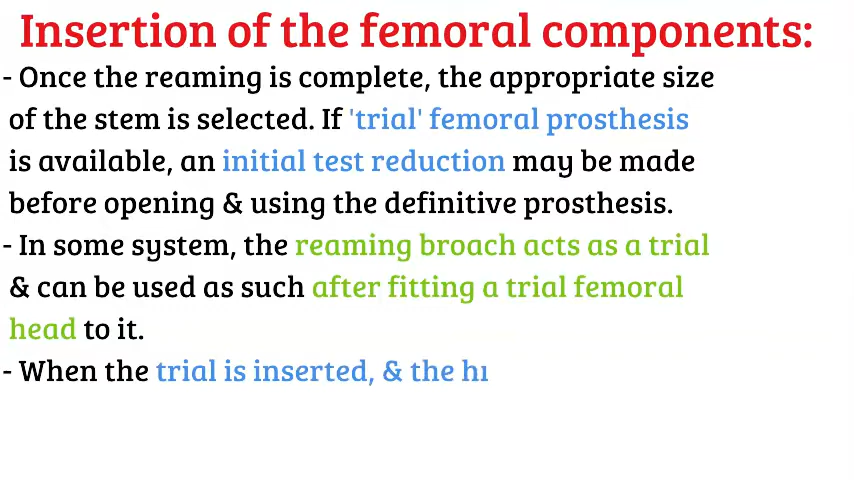 Insertion of the femoral components:
- Once the reaming is complete, the appropriate size
of the stem is selected. If 'trial' femoral prosthesis
is available, an initial test reduction may be made
before opening & using the definitive prosthesis.
- In some system, the reaming broach acts as a trial
& can be used as such after fitting a trial femoral
head to it.
- When the trial is inserted, & the